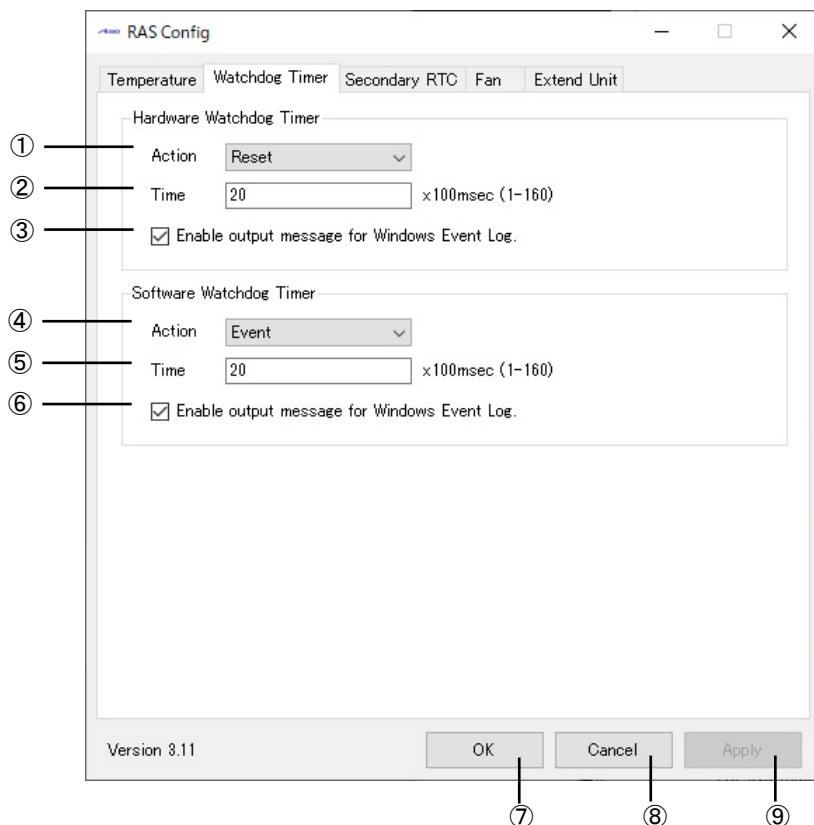 RAS Config
Temperature Watchdog Timer Secondary RTC Fan Extend Unit
Hardware Watchdog Timer
① Action Reset
② Time 20 x100msec (1-160)
③ Enable output message for Windows Event Log.
Software Watchdog Timer
④ Action Event
⑤ Time 20 x100msec (1-160)
⑥ Enable output message for Windows Event Log.
Version 3.11 OK Cancel Apply
⑦ ⑧ ⑨